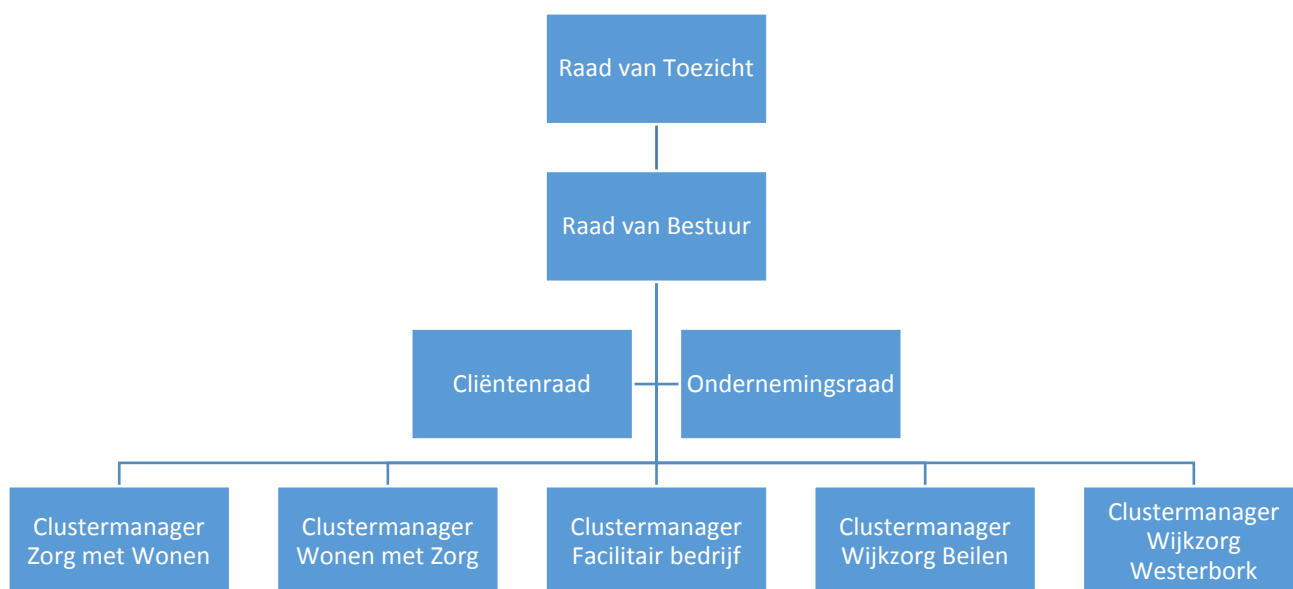 Raad van Toezicht
Raad van Bestuur
Cliëntenraad
Ondernemingsraad
Clustermanager
Zorg met Wonen
Clustermanager
Wonen met Zorg
Clustermanager
Facilitair bedrijf
Clustermanager
Wijkzorg Beilen
Clustermanager
Wijkzorg
Westerbork